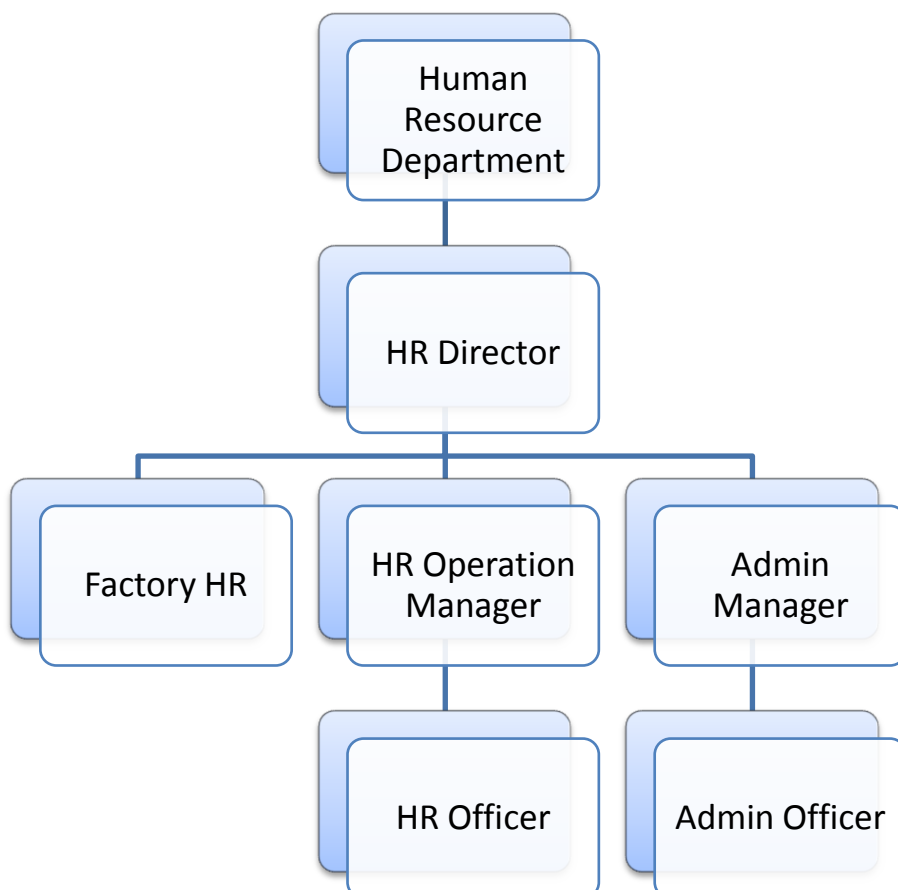 Human
Resource
Department
HR Director
Factory HR
HR Operation
Manager
Admin
Manager
HR Officer
Admin Officer